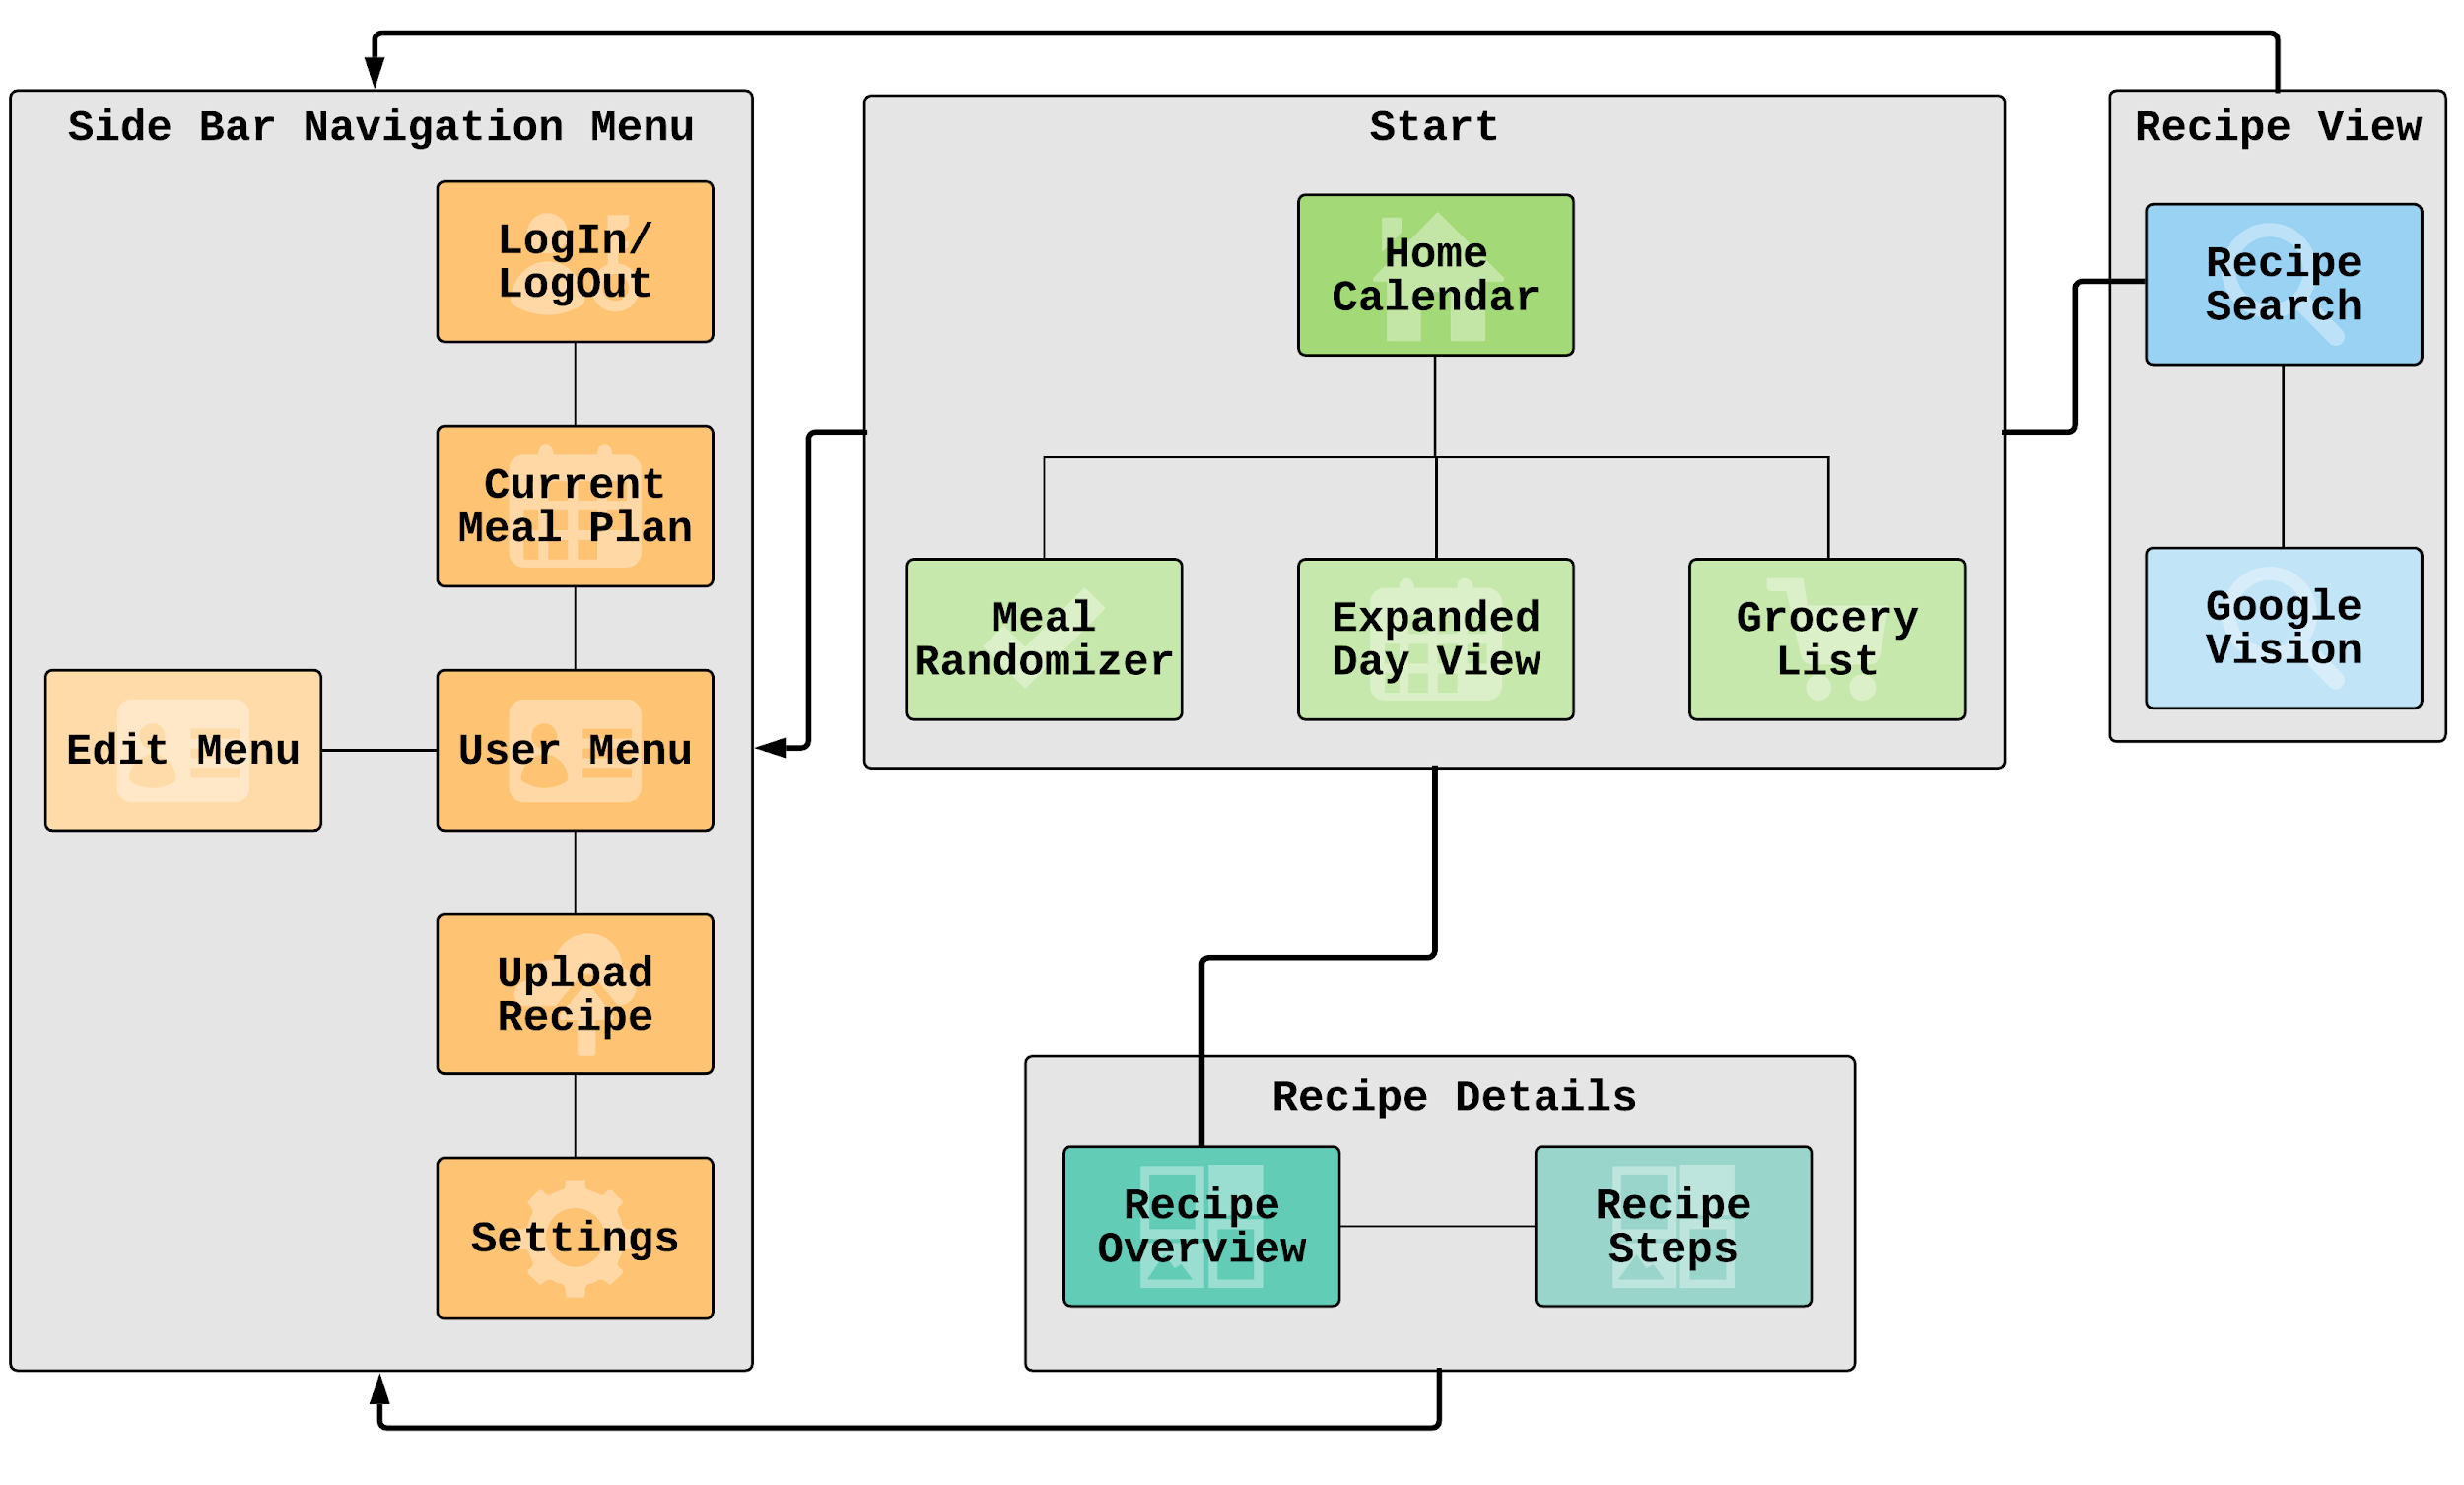 Side Bar Navigation Menu
LogIn/
LogOut
Current
Meal Plan
Edit Menu
User Menu
Upload
Recipe
Settings
Start
Home
Calendar
Meal
Randomizer
Expanded
Day View
Grocery
List
Recipe View
Recipe
Search
Google
Vision
Recipe Details
Recipe
Overview
Recipe
Steps